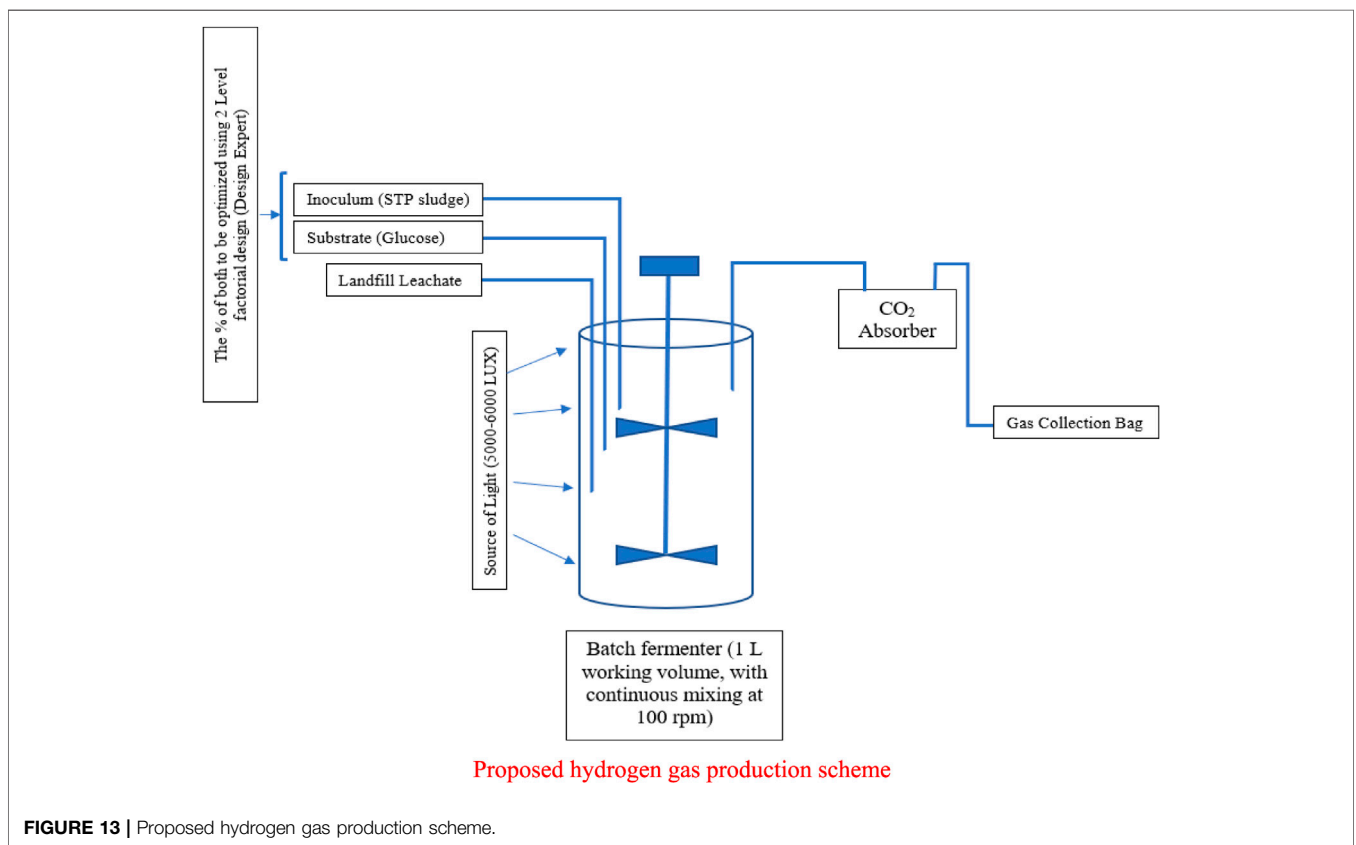 The % of both to be optimized using 2 Level
factorial design (Design Expert)
Inoculum (STP sludge)
Substrate (Glucose)
Landfill Leachate
Source of Light (5000-6000 LUX)
CO₂
Absorber
Gas Collection Bag
Batch fermenter (1 L
working volume, with
continuous mixing at
100 rpm)
Proposed hydrogen gas production scheme
FIGURE 13 | Proposed hydrogen gas production scheme.